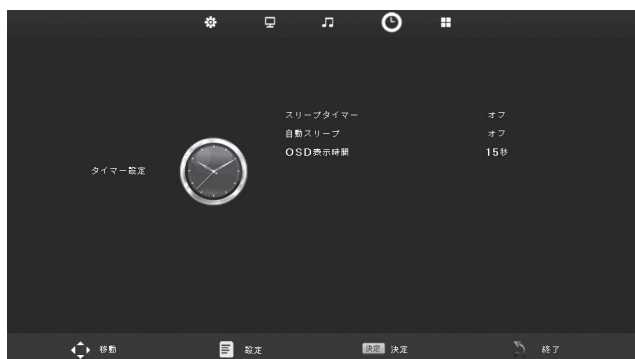 スリープタイマー オフ
自動スリープ オフ
OSD表示時間 15秒
タイマー設定
移動 設定 決定 決定 終了